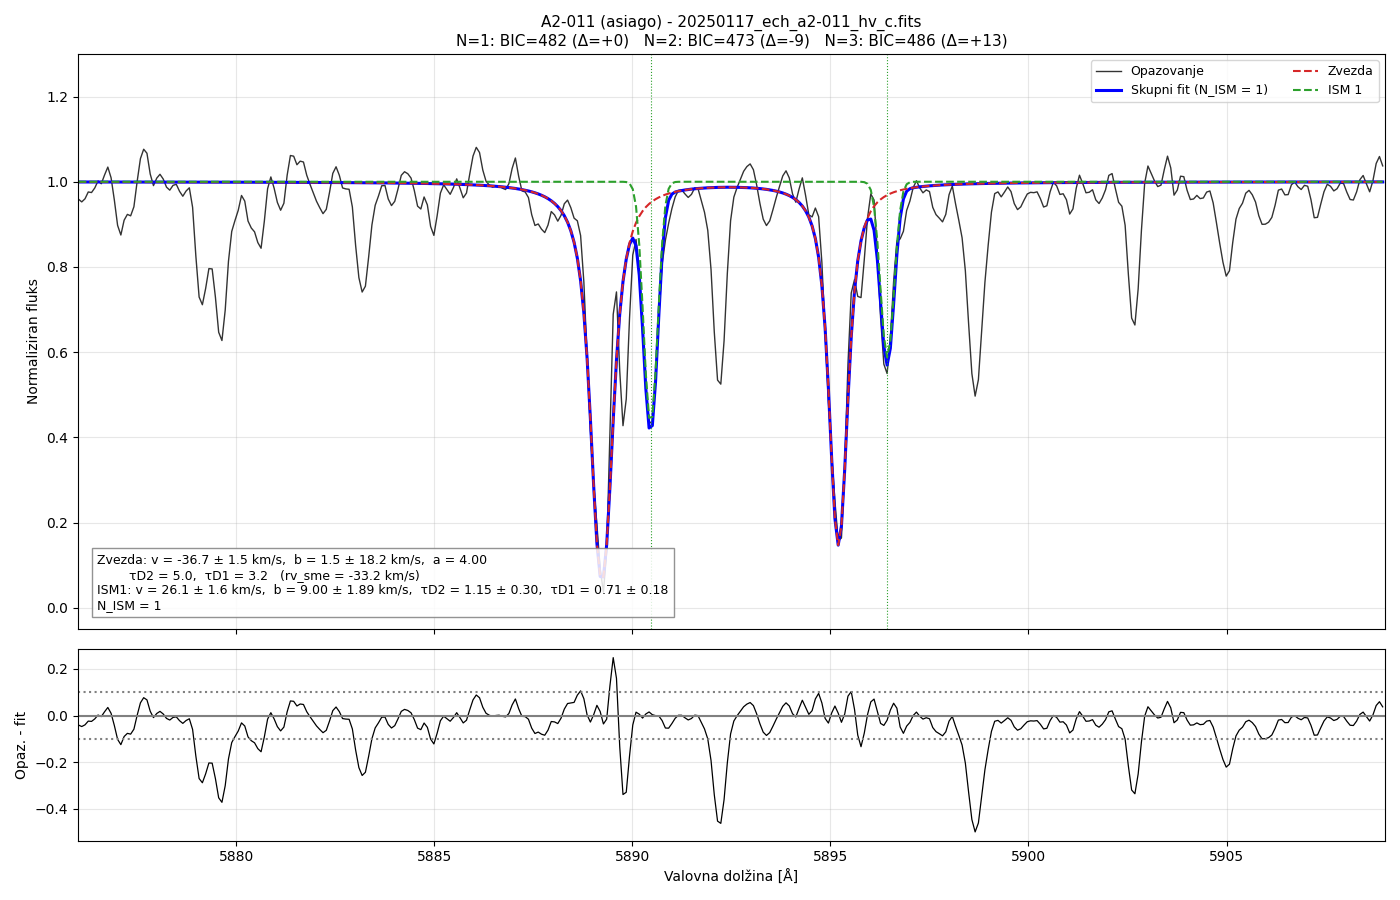 A2-011 (asiago) - 20250117_ech_a2-011_hv_c.fits
N=1: BIC=482 (Δ=+0)   N=2: BIC=473 (Δ=-9)   N=3: BIC=486 (Δ=+13)
Opazovanje
Skupni fit (N_ISM = 1)
Zvezda
ISM 1
Normaliziran fluks
1.2
1.0
0.8
0.6
0.4
0.2
0.0
Zvezda: v = -36.7 ± 1.5 km/s,  b = 1.5 ± 18.2 km/s,  a = 4.00
τD2 = 5.0,  τD1 = 3.2   (rv_sme = -33.2 km/s)
ISM1: v = 26.1 ± 1.6 km/s,  b = 9.00 ± 1.89 km/s,  τD2 = 1.15 ± 0.30,  τD1 = 0.71 ± 0.18
N_ISM = 1
Opaz. - fit
0.2
0.0
−0.2
−0.4
5880
5885
5890
5895
5900
5905
Valovna dolžina [Å]